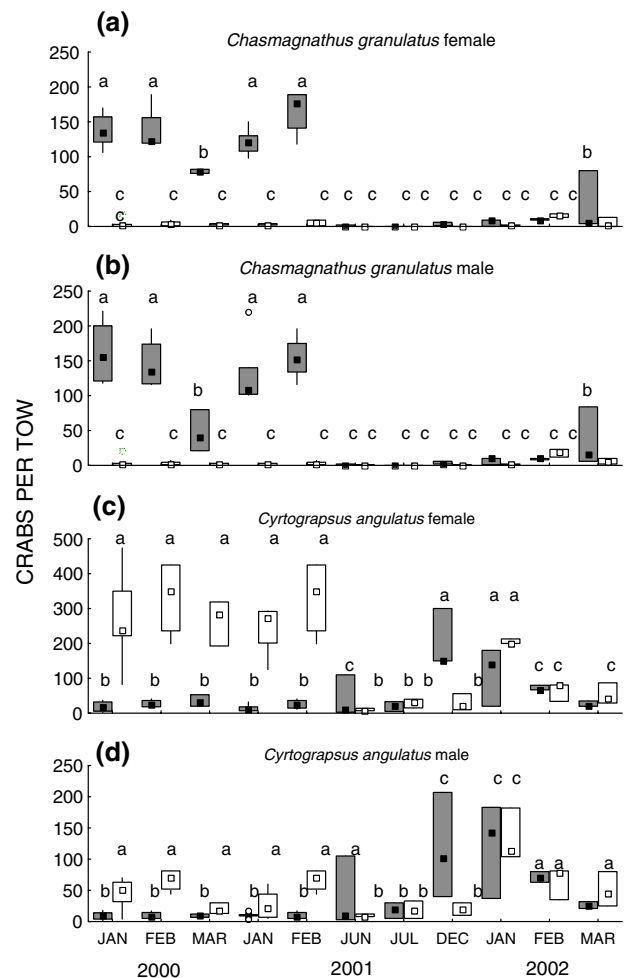 (a)
Chasmagnathus granulatus female
250
200
150
100
50
0
a a b a a b
c c c c c c c c c c c c c c c c
c
(b)
Chasmagnathus granulatus male
250
200
150
100
50
0
a a b a a b
c c c c c c c c c c c c c c c c
CRABS PER TOW
(c)
Cyrtograpsus angulatus female
500
400
300
200
100
0
a a a a a a a a
b b b b b c b b b b c c c
(d)
Cyrtograpsus angulatus male
250
200
150
100
50
0
a a a a a a c c c a a a
b b b b b b b b b
JAN FEB MAR JAN FEB JUN JUL DEC JAN FEB MAR
2000 2001 2002